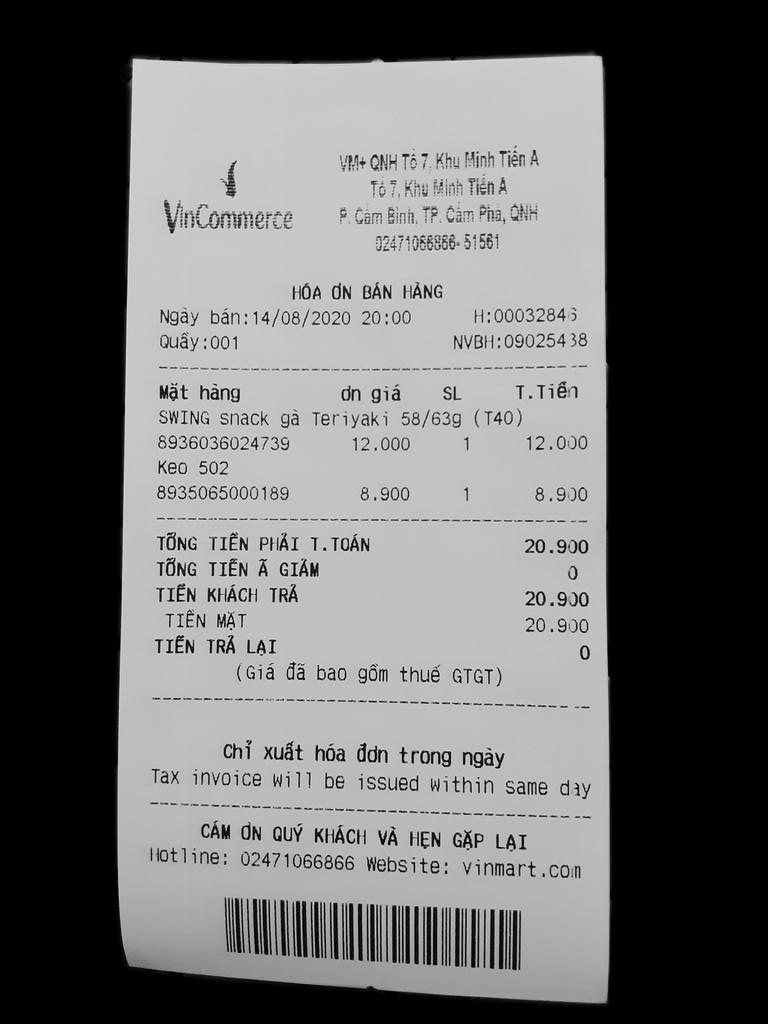 VinCommerce
VM+ QNH Tổ 7, Khu Minh Tiến A
Tổ 7, Khu Minh Tiến A
P. Cẩm Bình, TP. Cẩm Phả, QNH
02471066866- 51561
HÓA ƠN BÁN HÀNG
Ngày bán:14/08/2020 20:00 H:00032846
Quầy:001 NVBH:09025438
Mặt hàng ơn giá SL T.Tiền
SWING snack gà Teriyaki 58/63g (T40)
8936036024739 12.000 1 12.000
Keo 502
8935065000189 8.900 1 8.900
TỔNG TIỀN PHẢI T.TOÁN 20.900
TỔNG TIỀN Ã GIẢM 0
TIỀN KHÁCH TRẢ 20.900
TIỀN MẶT 20.900
TIỀN TRẢ LẠI 0
(Giá đã bao gồm thuế GTGT)
Chỉ xuất hóa đơn trong ngày
Tax invoice will be issued within same day
CẢM ƠN QUÝ KHÁCH VÀ HẸN GẶP LẠI
Hotline: 02471066866 Website: vinmart.com